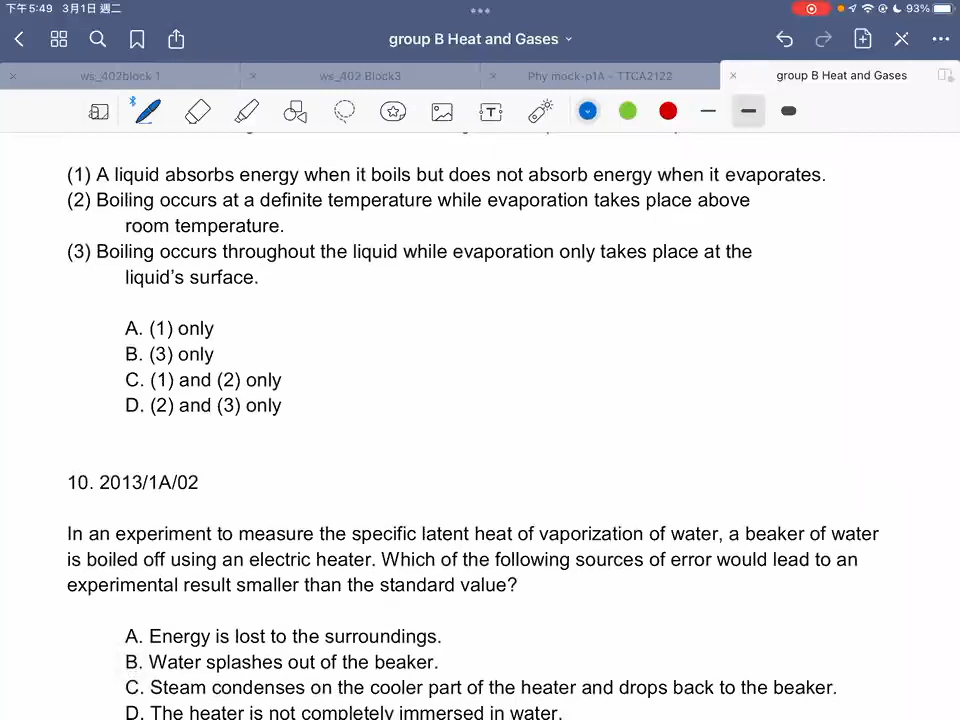 下午5:49 3月1日 週二
93%
group B Heat and Gases
ws_402block 1
ws_402 Block3
Phy mock-p1A - TTCA2122
group B Heat and Gases
(1) A liquid absorbs energy when it boils but does not absorb energy when it evaporates.
(2) Boiling occurs at a definite temperature while evaporation takes place above
room temperature.
(3) Boiling occurs throughout the liquid while evaporation only takes place at the
liquid's surface.
A. (1) only
B. (3) only
C. (1) and (2) only
D. (2) and (3) only
10. 2013/1A/02
In an experiment to measure the specific latent heat of vaporization of water, a beaker of water
is boiled off using an electric heater. Which of the following sources of error would lead to an
experimental result smaller than the standard value?
A. Energy is lost to the surroundings.
B. Water splashes out of the beaker.
C. Steam condenses on the cooler part of the heater and drops back to the beaker.
D. The heater is not completely immersed in water.